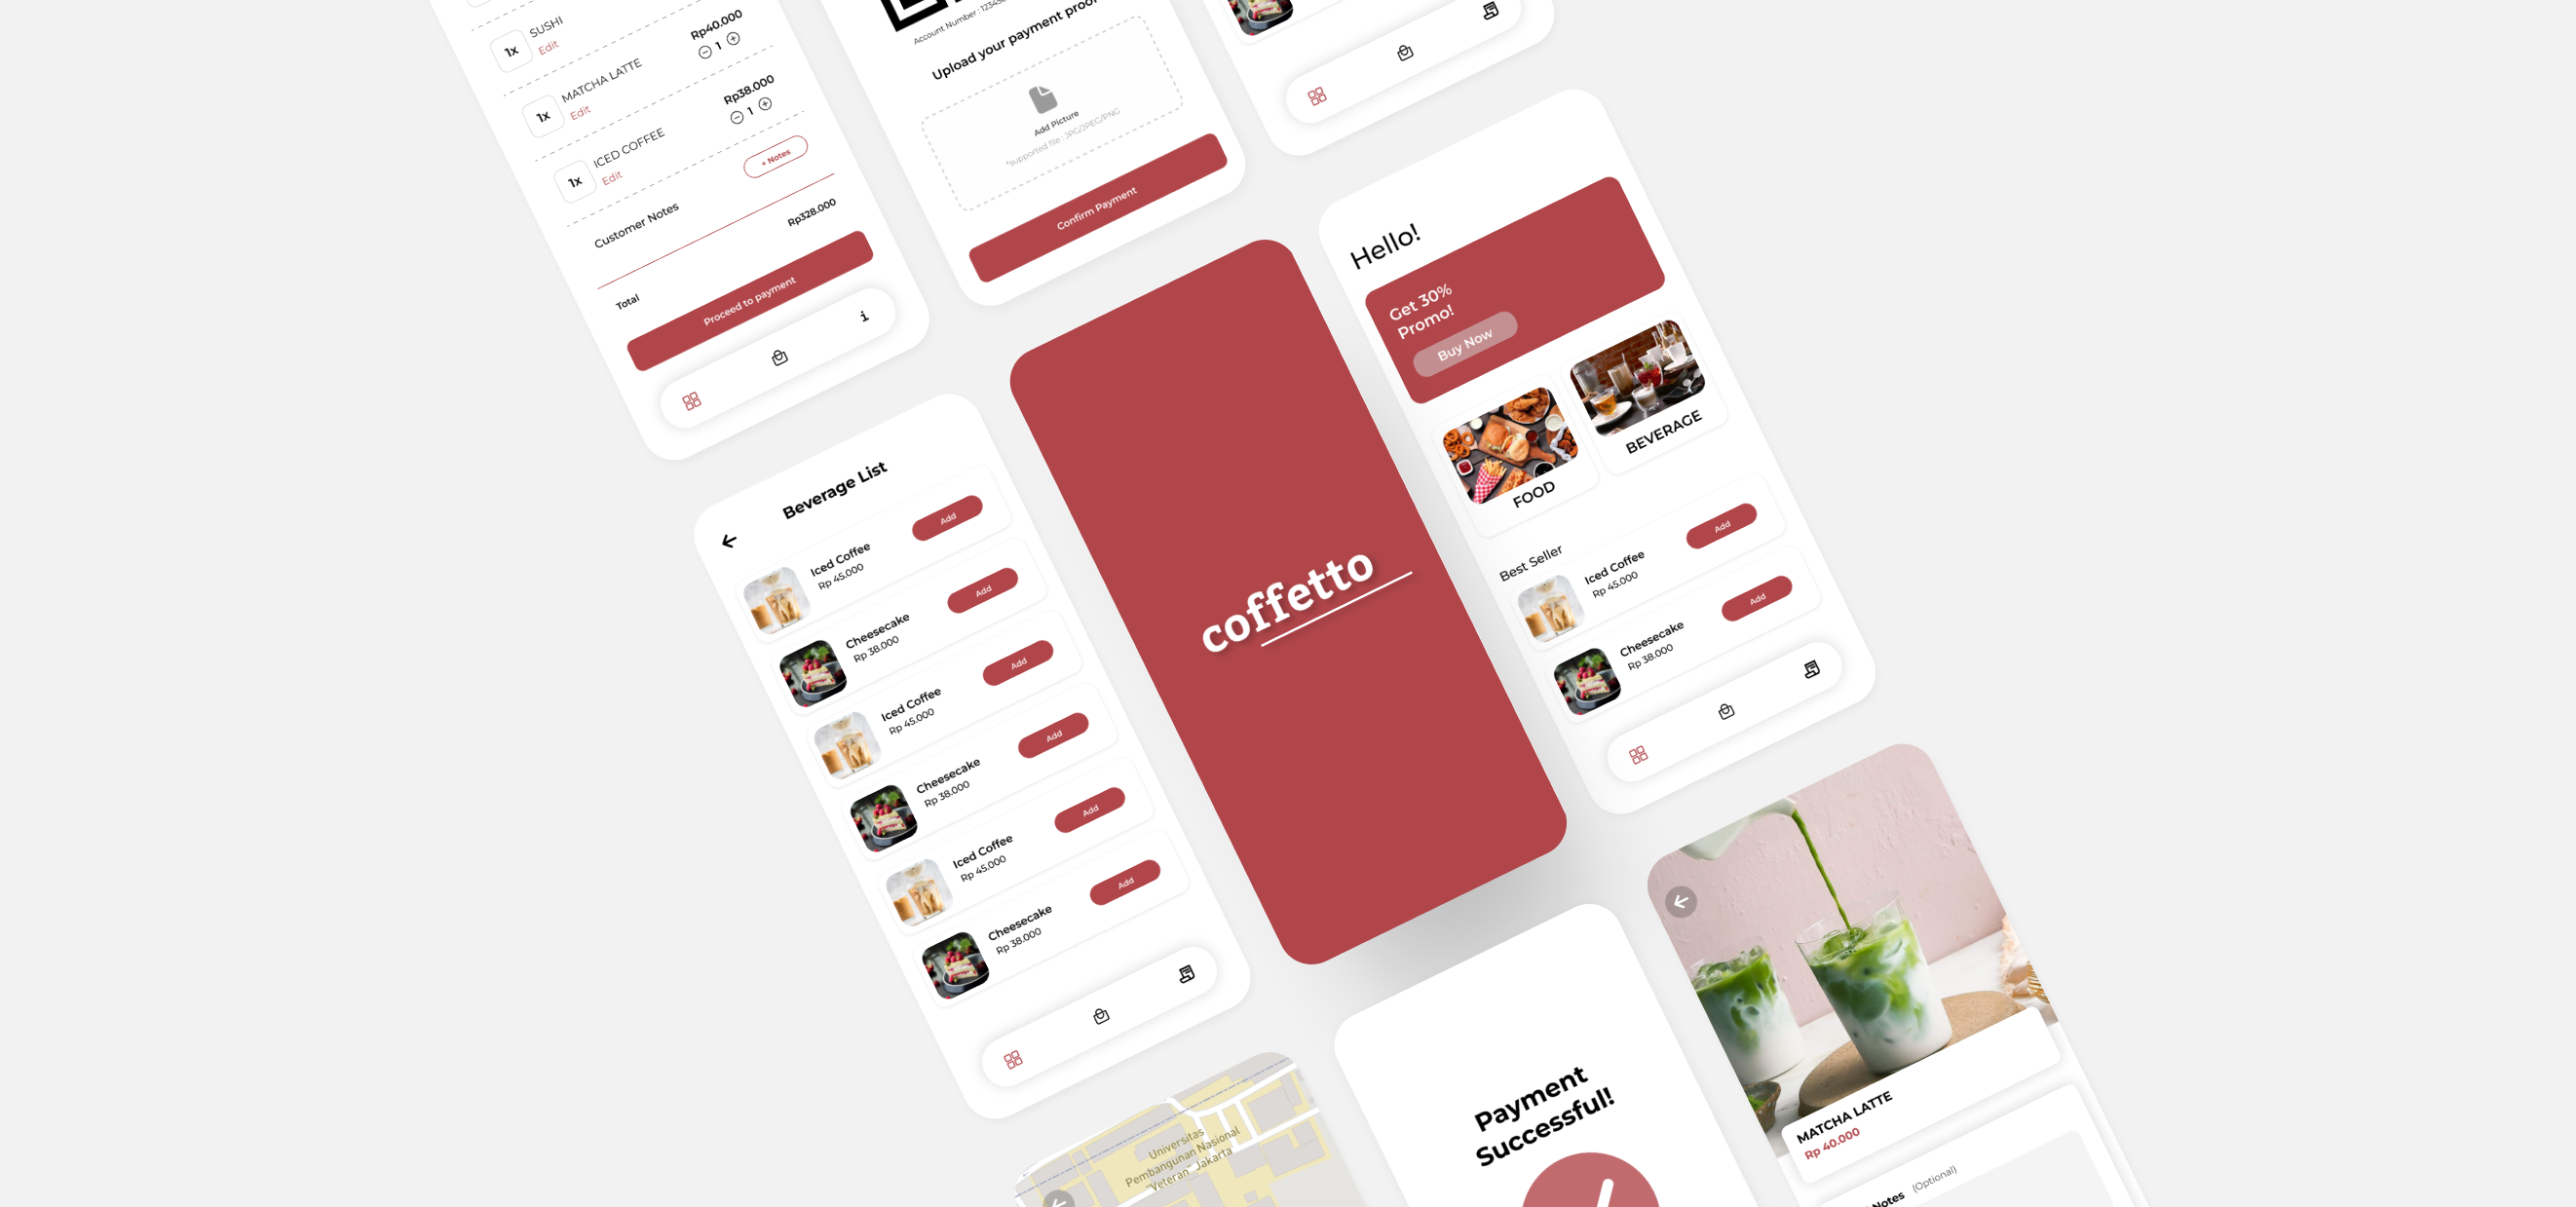 1x
SUSHI
Edit
1x
MATCHA LATTE
Edit
Rp40.000
1
1x
ICED COFFEE
Edit
Rp38.000
1
Customer Notes
+ Notes
Total
Rp328.000
Proceed to payment
Upload your payment proof
Add Picture
*Supported file : JPG/JPEG/PNG
Confirm Payment
Beverage List
Iced Coffee
Rp 45.000
Add
Cheesecake
Rp 38.000
Add
Iced Coffee
Rp 45.000
Add
Cheesecake
Rp 38.000
Add
Iced Coffee
Rp 45.000
Add
Cheesecake
Rp 38.000
Add
coffetto
Hello!
Get 30%
Promo!
Buy Now
FOOD
BEVERAGE
Best Seller
Iced Coffee
Rp 45.000
Add
Cheesecake
Rp 38.000
Add
Universitas
Pembangunan Nasional
"Veteran" Jakarta
Payment
Successful!
MATCHA LATTE
Rp 40.000
Notes (Optional)